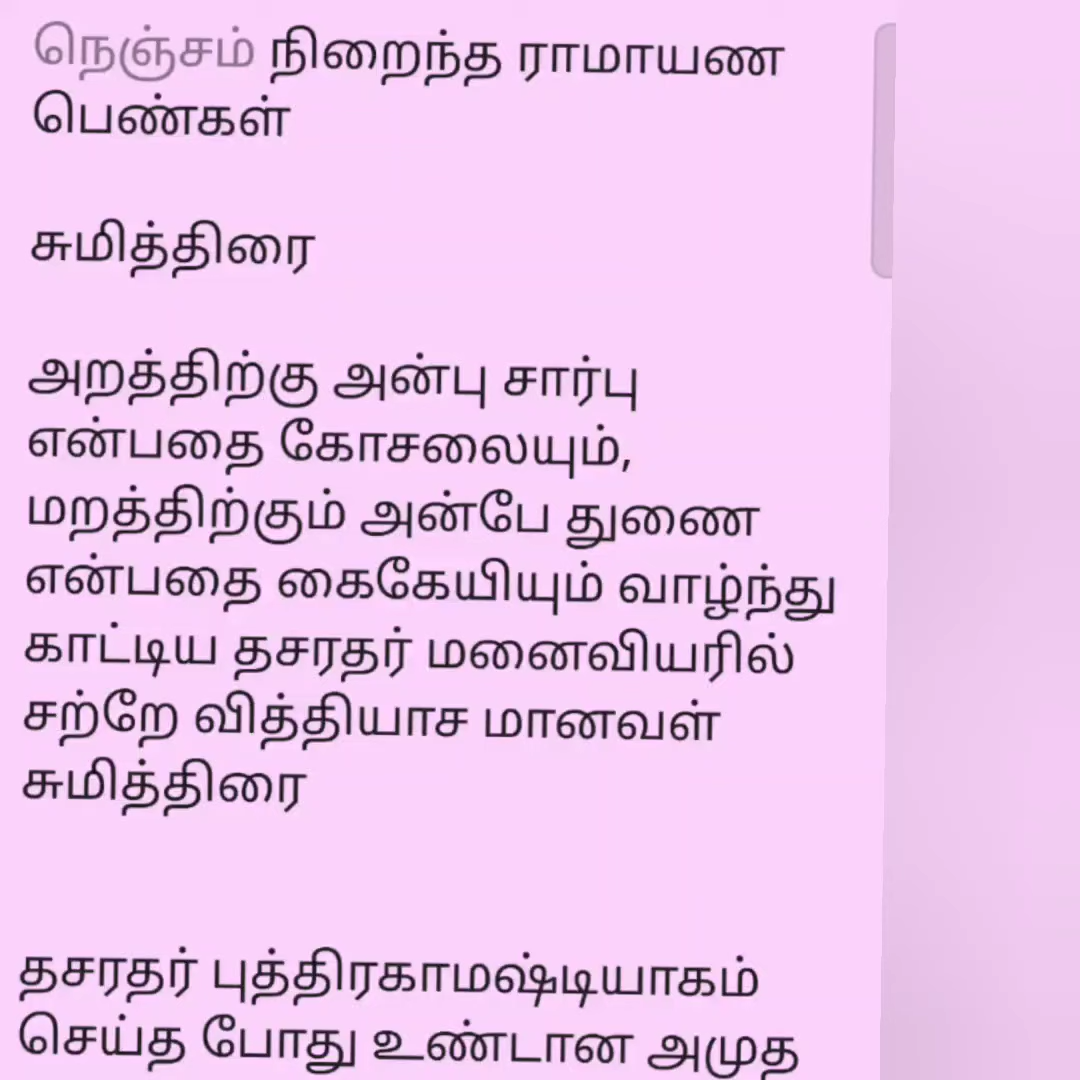 நெஞ்சம் நிறைந்த ராமாயண
பெண்கள்
சுமித்திரை
அறத்திற்கு அன்பு சார்பு
என்பதை கோசலையும்,
மறத்திற்கும் அன்பே துணை
என்பதை கைகேயியும் வாழ்ந்து
காட்டிய தசரதர் மனைவியரில்
சற்றே வித்தியாச மானவள்
சுமித்திரை
தசரதர் புத்திரகாமஷ்டியாகம்
செய்த போது உண்டான அமுத